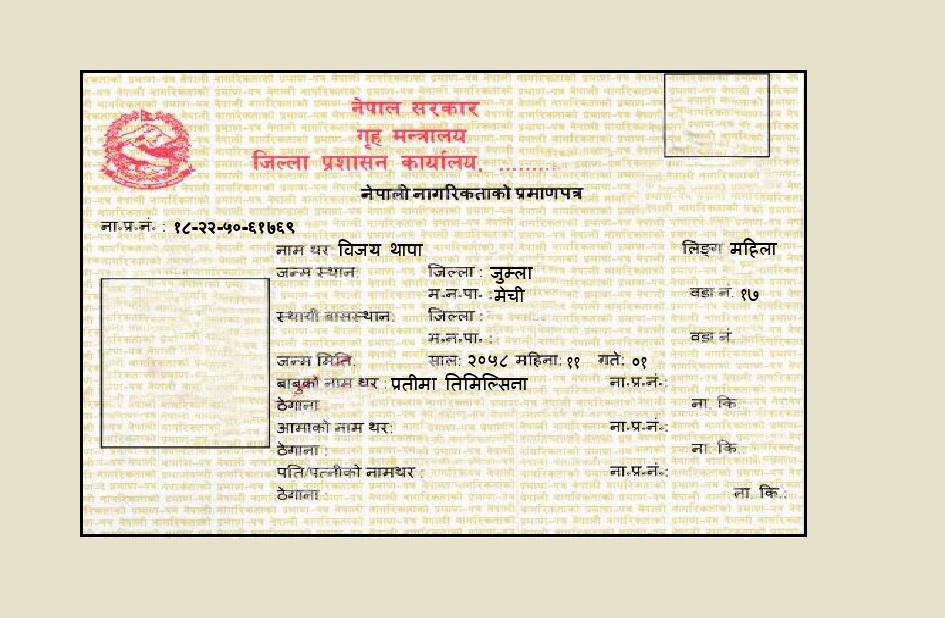 नेपाल सरकार
गृह मन्त्रालय
जिल्ला प्रशासन कार्यालय, .........
नेपाली नागरिकताको प्रमाणपत्र
ना.प्र.नं. : १८-२२-५०-६१७६९
नाम थर विजय थापा लिङ्ग महिला
जन्म स्थान: जिल्ला : जुम्ला
म.न.पा. :मेची वडा नं. १७
स्थायी बासस्थान: जिल्ला :
म.न.पा. : वडा नं
जन्म मिति: साल: २०५८ महिना: ११ गते: ०१
बाबुको नाम थर : प्रतीमा तिमिल्सिना ना.प्र.नं.:
ठेगाना ना. कि.
आमाको नाम थर: ना.प्र.नं.:
ठेगाना : ना. कि.
पति/पत्नीको नामथर : ना.प्र.नं.:
ठेगाना : ना. कि.: